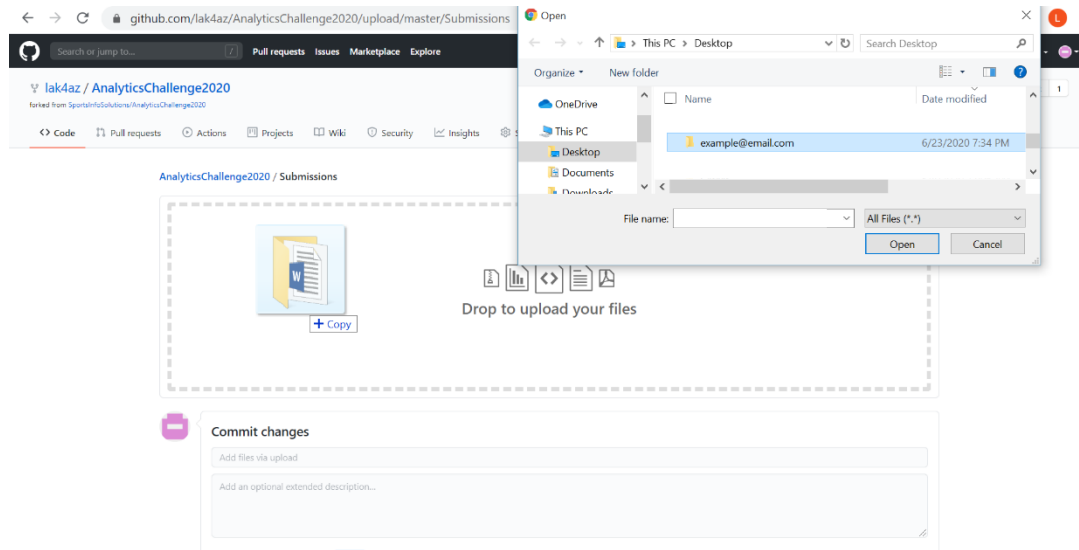 github.com/lak4az/AnalyticsChallenge2020/upload/master/Submissions
Open
L
Search or jump to...
/
Pull requests Issues Marketplace Explore
This PC > Desktop
Search Desktop
Organize
New folder
?
lak4az / AnalyticsChallenge2020
forked from SportsInfoSolutions/AnalyticsChallenge2020
1
OneDrive
This PC
Desktop
Documents
Downloads
Name
Date modified
example@email.com
6/23/2020 7:34 PM
<> Code
Pull requests
Actions
Projects
Wiki
Security
Insights
File name:
All Files (*.*)
Open
Cancel
AnalyticsChallenge2020 / Submissions
W
+ Copy
Drop to upload your files
Commit changes
Add files via upload
Add an optional extended description...